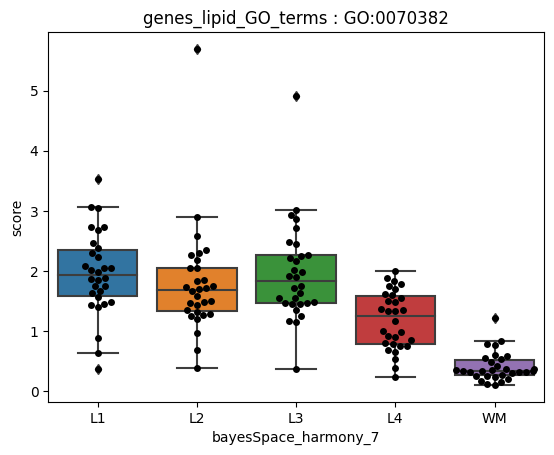 genes_lipid_GO_terms : GO:0070382
5
4
3
2
1
0
score
L1 L2 L3 L4 WM
bayesSpace_harmony_7